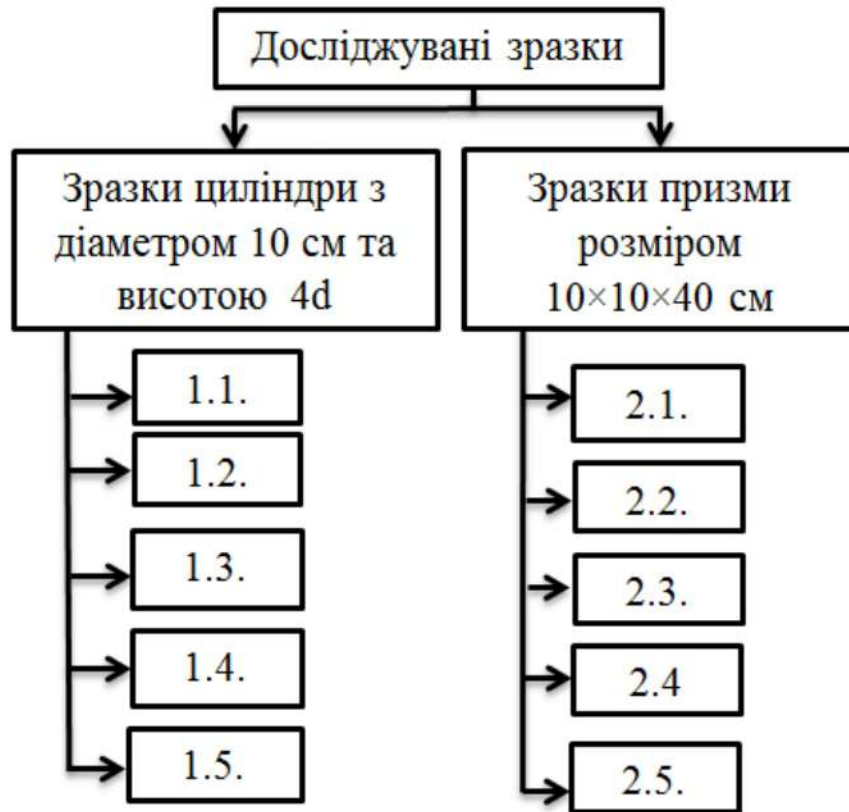 Досліджувані зразки
Зразки циліндри з
діаметром 10 см та
висотою 4d
1.1.
1.2.
1.3.
1.4.
1.5.
Зразки призми
розміром
10×10×40 см
2.1.
2.2.
2.3.
2.4
2.5.